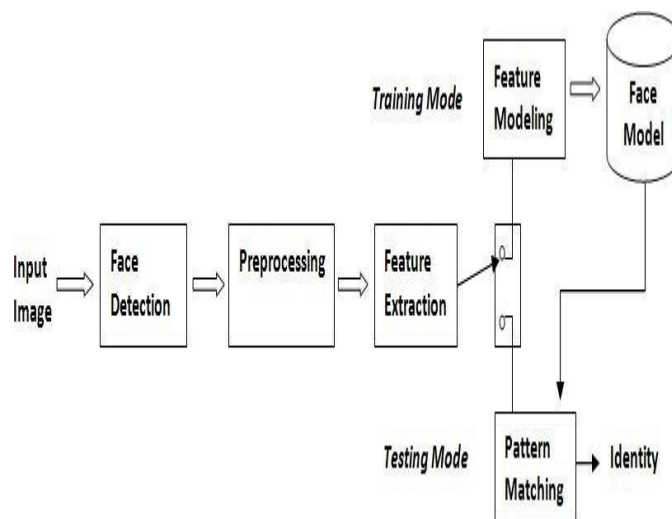 Training Mode
Feature
Modeling
Face
Model
Input
Image
Face
Detection
Preprocessing
Feature
Extraction
Testing Mode
Pattern
Matching
Identity